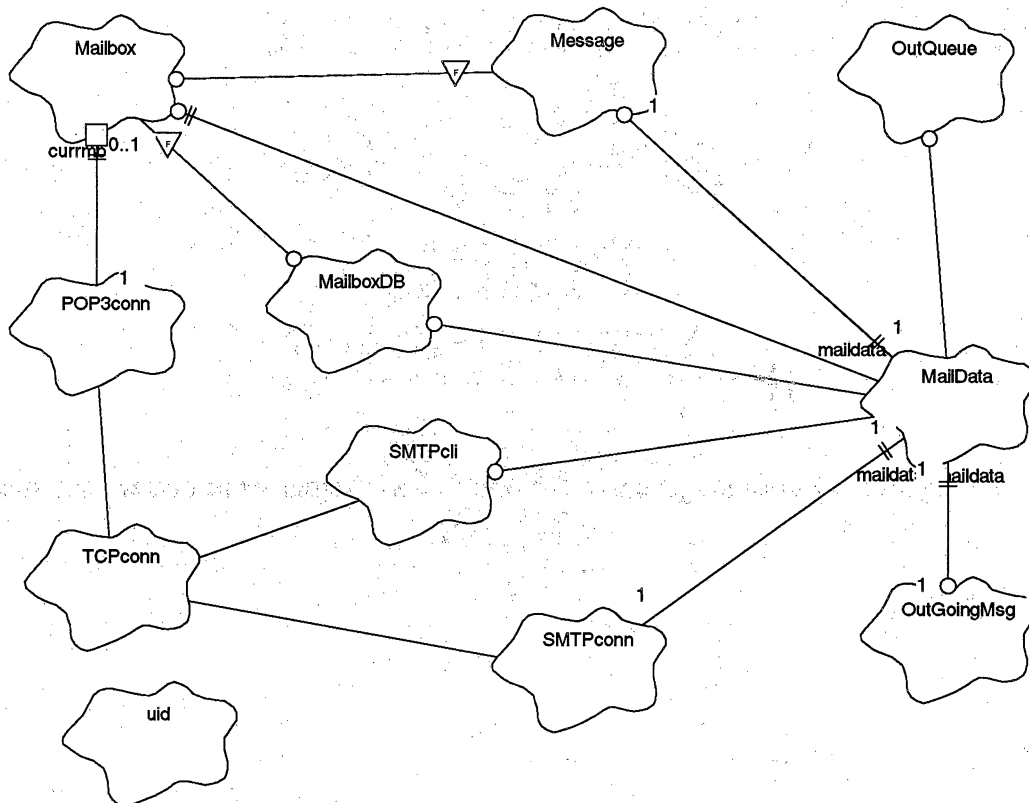 Mailbox
Message
OutQueue
F
1
F
currmb 0..1
MailboxDB
1
POP3conn
1
maildata
MailData
SMTPcli
1
maildat
1
maildata
TCPconn
1
1
OutGoingMsg
SMTPconn
uid